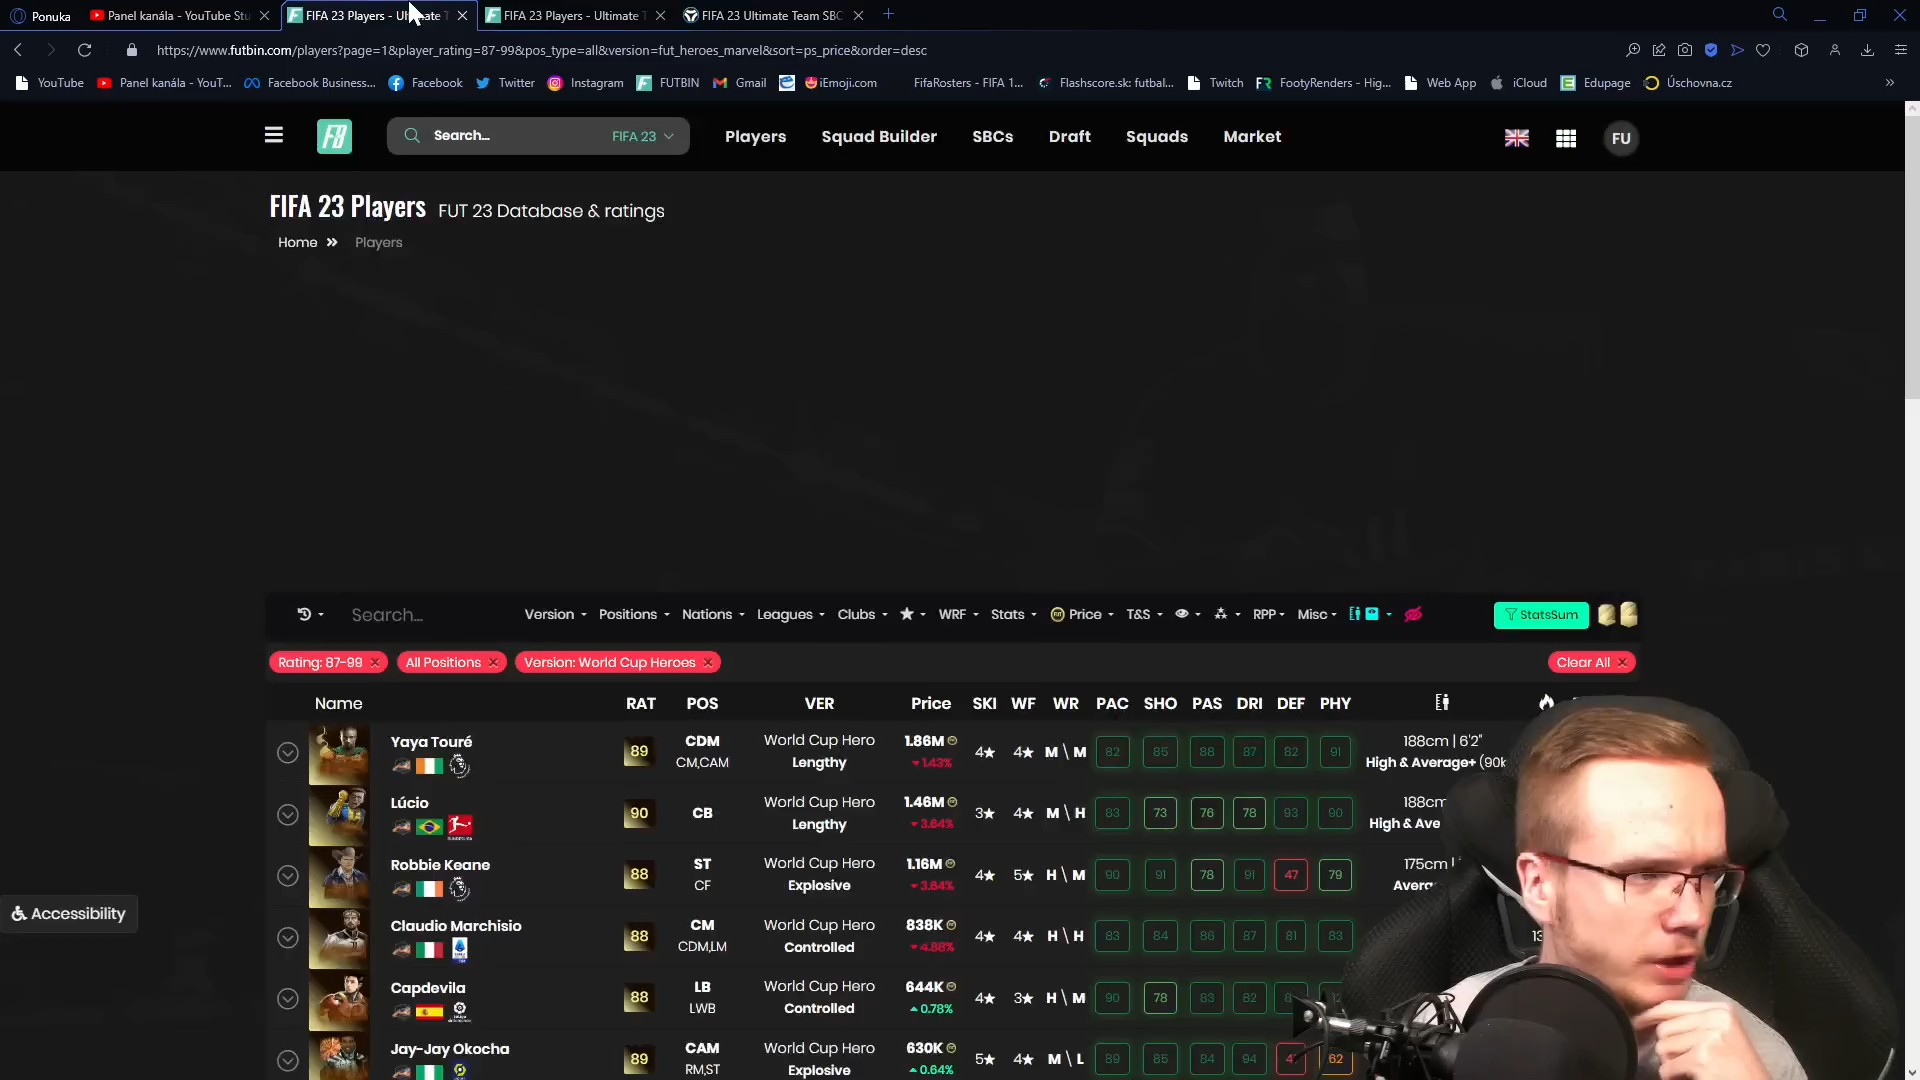 Ponuka
Panel kanála - YouTube Stu
FIFA 23 Players - Ultimate T
FIFA 23 Players - Ultimate T
FIFA 23 Ultimate Team SBC
https://www.futbin.com/players?page=1&player_rating=87-99&pos_type=all&version=fut_heroes_marvel&sort=ps_price&order=desc
YouTube
Panel kanála - YouT...
Facebook Business...
Facebook
Twitter
Instagram
FUTBIN
Gmail
iEmoji.com
FifaRosters - FIFA 1...
Flashscore.sk: futbal...
Twitch
FootyRenders - Hig...
Web App
iCloud
Edupage
Úschovna.cz
Search...
FIFA 23
Players
Squad Builder
SBCs
Draft
Squads
Market
FU
FIFA 23 Players FUT 23 Database & ratings
Home » Players
Search...
Version
Positions
Nations
Leagues
Clubs
WRF
Stats
Price
T&S
RPP
Misc
StatsSum
Rating: 87-99
All Positions
Version: World Cup Heroes
Clear All
Name RAT POS VER Price SKI WF WR PAC SHO PAS DRI DEF PHY
Yaya Touré 89 CDM World Cup Hero 1.86M 4★ 4★ M \ M 82 85 86 87 82 91 188cm | 6'2"
CM,CAM Lengthy 1.43% High & Average+ (90k
Lúcio 90 CB World Cup Hero 1.46M 3★ 4★ M \ H 83 73 76 78 93 90 188cm
Lengthy 3.64% High & Ave
Robbie Keane 88 ST World Cup Hero 1.16M 4★ 5★ H \ M 90 91 78 91 47 79 175cm
CF Explosive 3.64% Averag
Claudio Marchisio 88 CM World Cup Hero 838K 4★ 4★ H \ H 83 84 86 87 81 83
CDM,LM Controlled 4.88%
Capdevila 88 LB World Cup Hero 644K 4★ 3★ H \ M 90 78 83 82
LWB Controlled 0.78%
Jay-Jay Okocha 89 CAM World Cup Hero 630K 5★ 4★ M \ L 89 85 84 94 62
RM,ST Explosive 0.64%
Accessibility